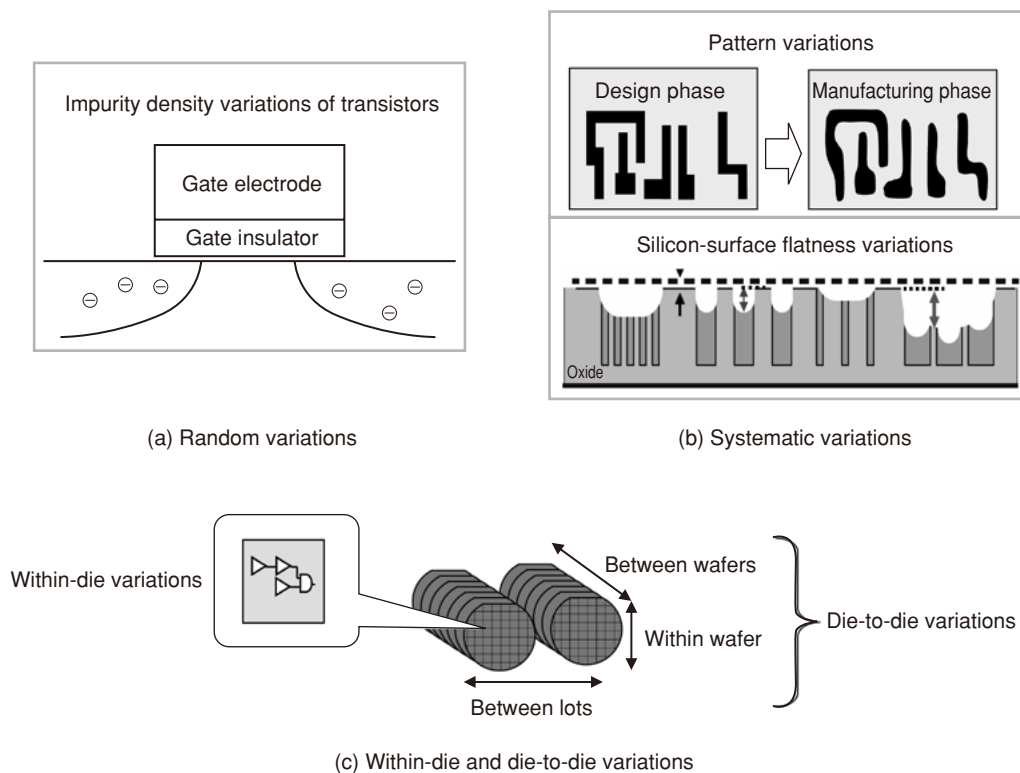 Impurity density variations of transistors
Gate electrode
Gate insulator
(a) Random variations
Pattern variations
Design phase
Manufacturing phase
Silicon-surface flatness variations
Oxide
(b) Systematic variations
Within-die variations
Between wafers
Within wafer
Between lots
Die-to-die variations
(c) Within-die and die-to-die variations